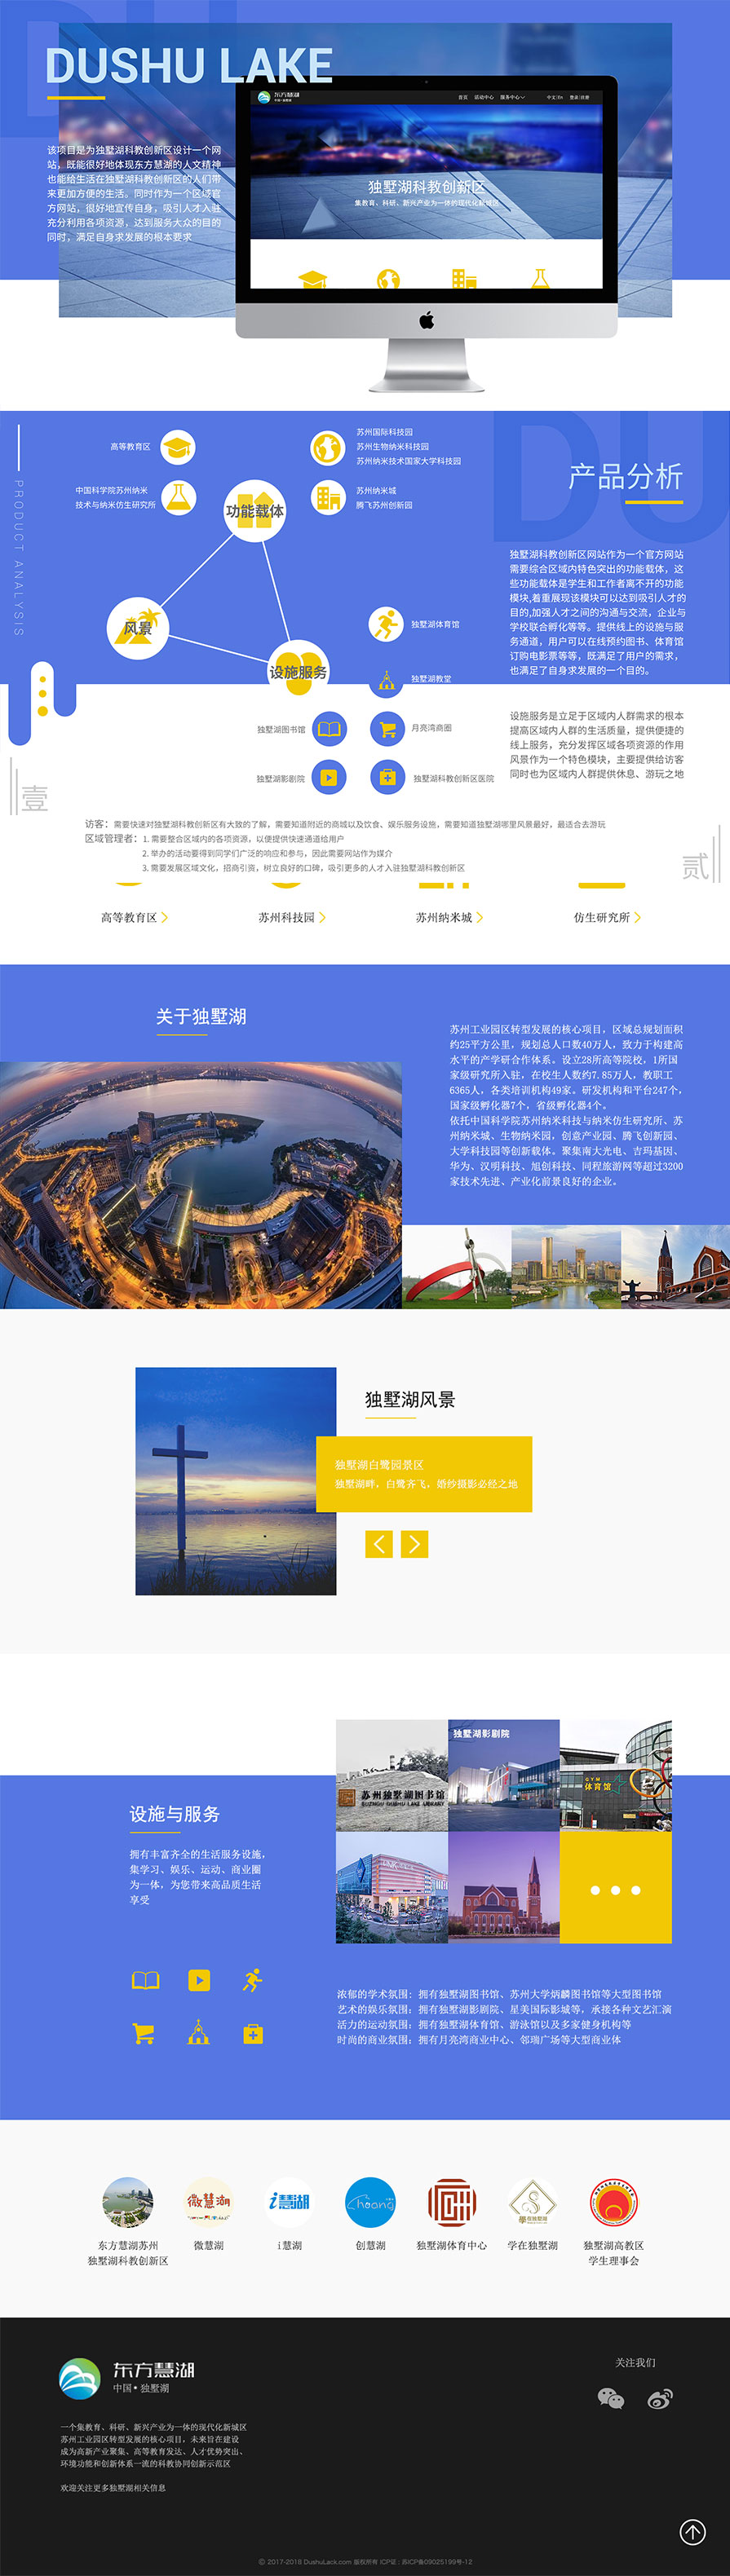 DU
DUSHU LAKE
东方慧湖
中国•独墅湖
首页 活动中心 服务中心 中文|En 登录|注册
独墅湖科教创新区
集教育、科研、新兴产业为一体的现代化新城区
该项目是为独墅湖科教创新区设计一个网
站，既能很好地体现东方慧湖的人文精神
也能给生活在独墅湖科教创新区的人们带
来更加方便的生活。同时作为一个区域官
方网站，很好地宣传自身，吸引人才入驻
充分利用各项资源，达到服务大众的目的
同时，满足自身求发展的根本要求
DU
PRODUCT ANALYSIS
高等教育区
苏州国际科技园
苏州生物纳米科技园
苏州纳米技术国家大学科技园
中国科学院苏州纳米
技术与纳米仿生研究所
苏州纳米城
腾飞苏州创新园
功能载体
风景
设施服务
产品分析
独墅湖科教创新区网站作为一个官方网站
需要综合区域内特色突出的功能载体，这
些功能载体是学生和工作者离不开的功能
模块,着重展现该模块可以达到吸引人才的
目的,加强人才之间的沟通与交流，企业与
学校联合孵化等等。提供线上的设施与服
务通道，用户可以在线预约图书、体育馆
订购电影票等等，既满足了用户的需求，
也满足了自身求发展的一个目的。
独墅湖体育馆
独墅湖教堂
独墅湖图书馆
月亮湾商圈
独墅湖影剧院
独墅湖科教创新区医院
设施服务是立足于区域内人群需求的根本
提高区域内人群的生活质量，提供便捷的
线上服务，充分发挥区域各项资源的作用
风景作为一个特色模块，主要提供给访客
同时也为区域内人群提供休息、游玩之地
壹
访客：需要快速对独墅湖科教创新区有大致的了解，需要知道附近的商城以及饮食、娱乐服务设施，需要知道独墅湖哪里风景最好，最适合去游玩
区域管理者：1. 需要整合区域内的各项资源，以便提供快速通道给用户
2. 举办的活动要得到同学们广泛的响应和参与，因此需要网站作为媒介
3. 需要发展区域文化，招商引资，树立良好的口碑，吸引更多的人才入驻独墅湖科教创新区
贰
高等教育区
苏州科技园
苏州纳米城
仿生研究所
关于独墅湖
苏州工业园区转型发展的核心项目，区域总规划面积
约25平方公里，规划总人口数40万人，致力于构建高
水平的产学研合作体系。设立28所高等院校，1所国
家级研究所入驻，在校生人数约7.85万人，教职工
6365人，各类培训机构49家。研发机构和平台247个，
国家级孵化器7个，省级孵化器4个。
依托中国科学院苏州纳米科技与纳米仿生研究所、苏
州纳米城、生物纳米园，创意产业园、腾飞创新园、
大学科技园等创新载体。聚集南大光电、吉玛基因、
华为、汉明科技、旭创科技、同程旅游网等超过3200
家技术先进、产业化前景良好的企业。
独墅湖风景
独墅湖白鹭园景区
独墅湖畔，白鹭齐飞，婚纱摄影必经之地
设施与服务
拥有丰富齐全的生活服务设施，
集学习、娱乐、运动、商业圈
为一体，为您带来高品质生活
享受
苏州独墅湖图书馆
SUZHOU DUSHU LAKE LIBRARY
独墅湖影剧院
GYM
体育馆
浓郁的学术氛围: 拥有独墅湖图书馆、苏州大学炳麟图书馆等大型图书馆
艺术的娱乐氛围: 拥有独墅湖影剧院、星美国际影城等，承接各种文艺汇演
活力的运动氛围: 拥有独墅湖体育馆、游泳馆以及多家健身机构等
时尚的商业氛围: 拥有月亮湾商业中心、邻瑞广场等大型商业体
微慧湖
i慧湖
东方慧湖苏州
独墅湖科教创新区
微慧湖
i慧湖
创慧湖
独墅湖体育中心
学在独墅湖
独墅湖高教区
学生理事会
东方慧湖
中国•独墅湖
关注我们
一个集教育、科研、新兴产业为一体的现代化新城区
苏州工业园区转型发展的核心项目，未来旨在建设
成为高新产业聚集、高等教育发达、人才优势突出、
环境功能和创新体系一流的科教协同创新示范区
欢迎关注更多独墅湖相关信息
© 2017-2018 DushuLack.com 版权所有 ICP证 : 苏ICP备09025199号-12